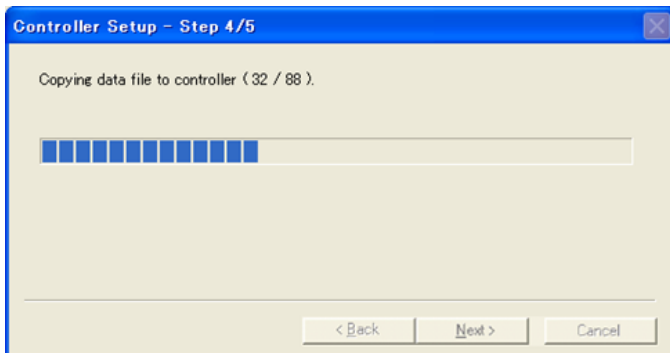 Controller Setup - Step 4/5
Copying data file to controller ( 32 / 88 ).
< Back
Next >
Cancel